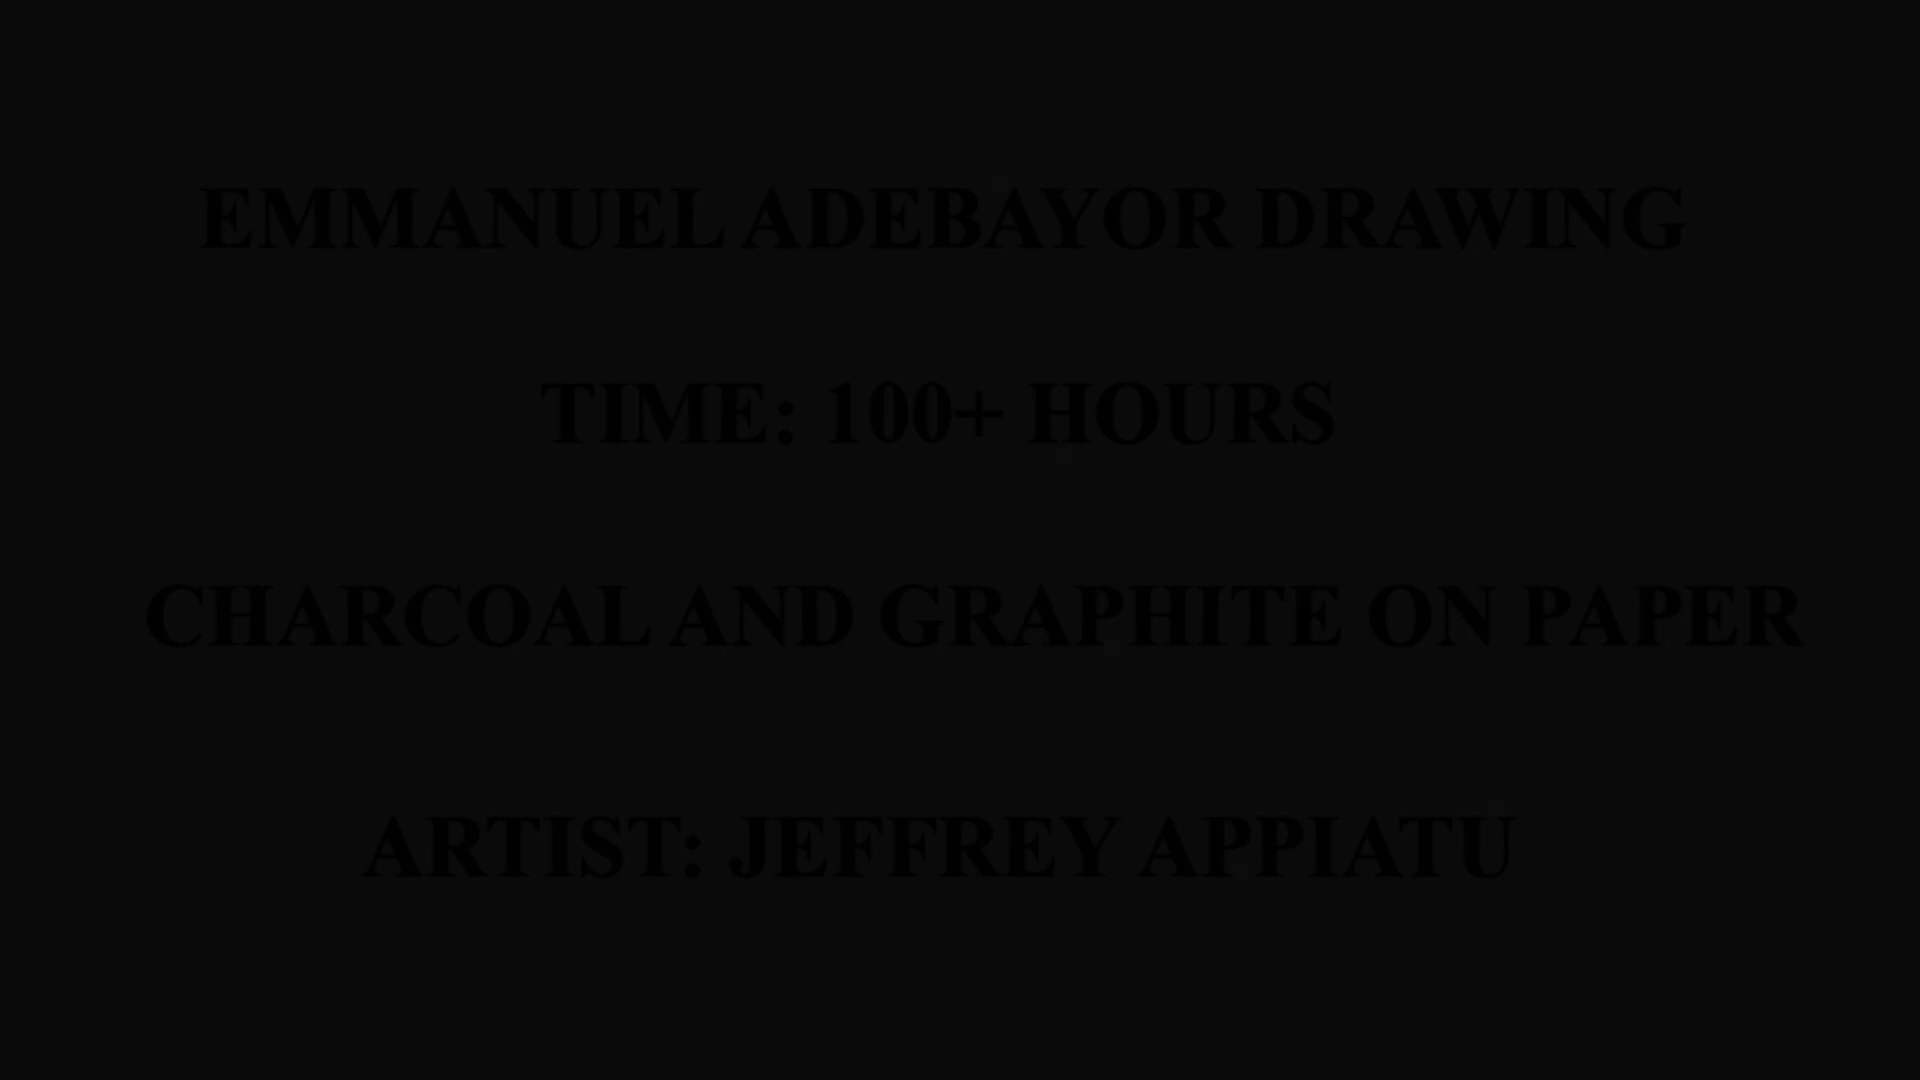 EMMANUEL ADEBAYOR DRAWING
TIME: 100+ HOURS
CHARCOAL AND GRAPHITE ON PAPER
ARTIST: JEFFREY APPIATU